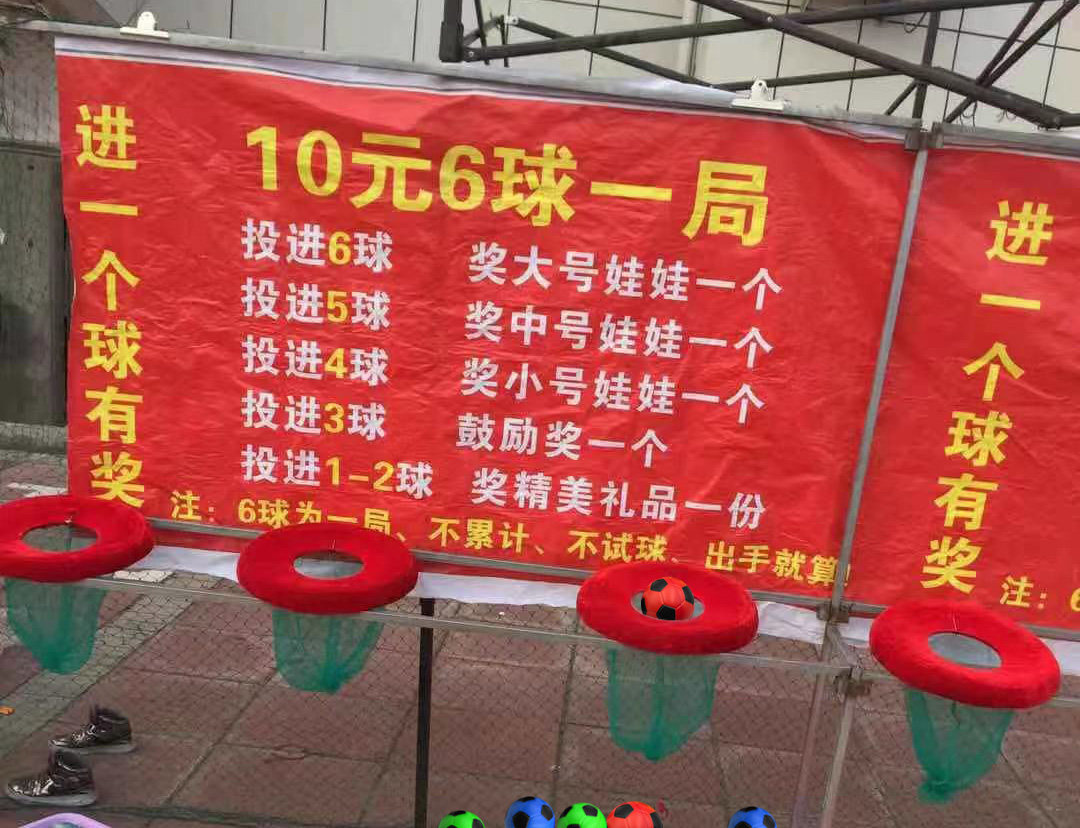 进一个球有奖
10元6球一局
投进6球 奖大号娃娃一个
投进5球 奖中号娃娃一个
投进4球 奖小号娃娃一个
投进3球 鼓励奖一个
投进1-2球 奖精美礼品一份
注：6球为一局、不累计、不试球、出手就算!
进一个球有奖
注：6